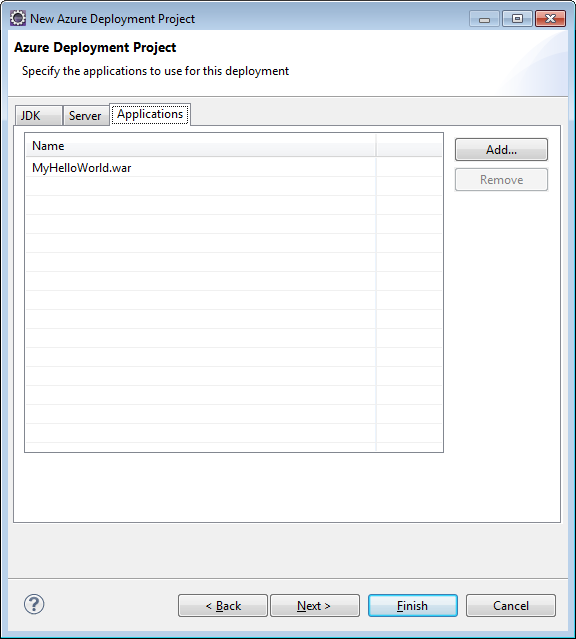 New Azure Deployment Project
Azure Deployment Project
Specify the applications to use for this deployment
JDK Server Applications
Name
Add...
MyHelloWorld.war
Remove
?
< Back Next > Finish Cancel